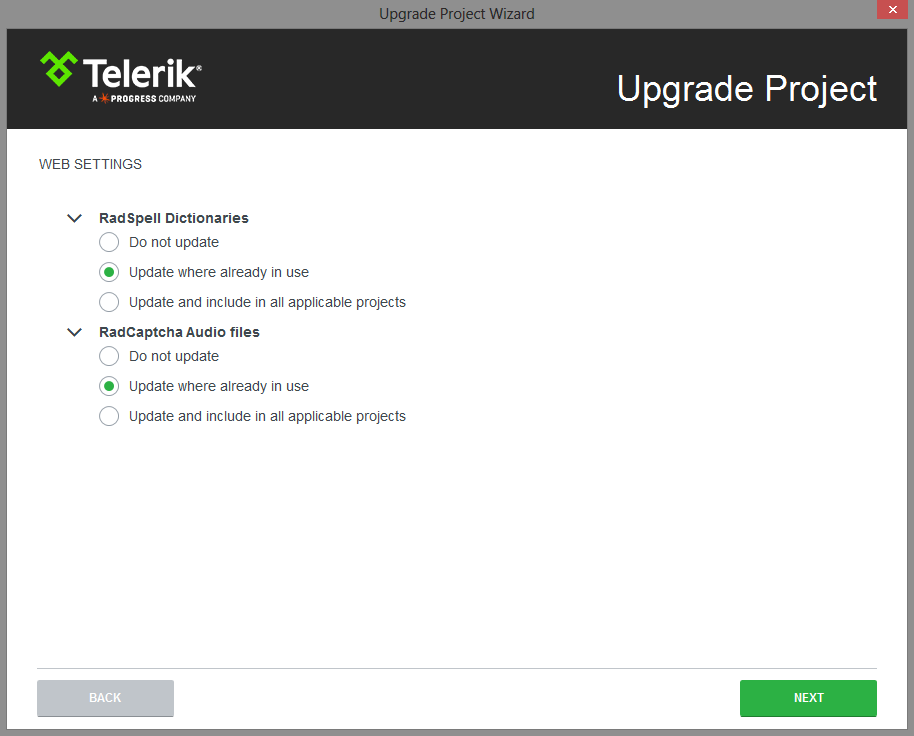 Upgrade Project Wizard
Telerik®
A PROGRESS COMPANY
Upgrade Project
WEB SETTINGS
RadSpell Dictionaries
Do not update
Update where already in use
Update and include in all applicable projects
RadCaptcha Audio files
Do not update
Update where already in use
Update and include in all applicable projects
BACK
NEXT